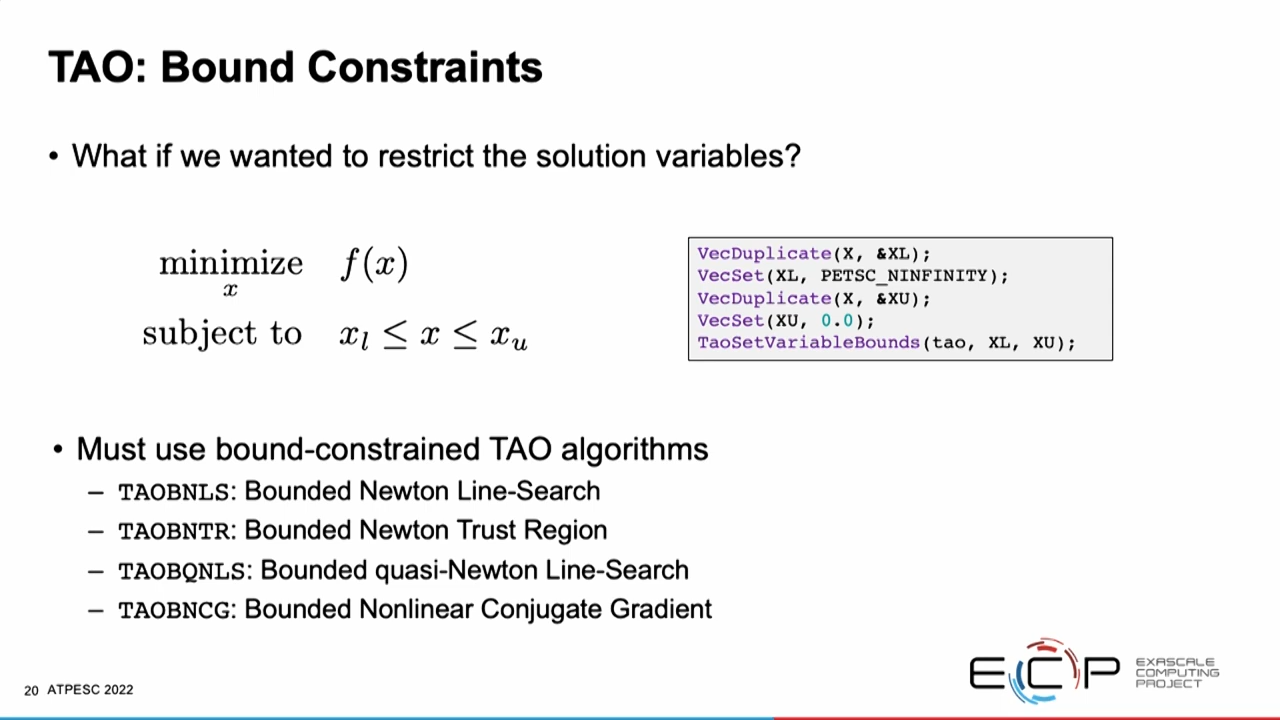 TAO: Bound Constraints
• What if we wanted to restrict the solution variables?
minimize f(x)
x
subject to x_l ≤ x ≤ x_u
VecDuplicate(X, &XL);
VecSet(XL, PETSC_NINFINITY);
VecDuplicate(X, &XU);
VecSet(XU, 0.0);
TaoSetVariableBounds(tao, XL, XU);
• Must use bound-constrained TAO algorithms
– TAOBNLS: Bounded Newton Line-Search
– TAOBNTR: Bounded Newton Trust Region
– TAOBQNLS: Bounded quasi-Newton Line-Search
– TAOBNCG: Bounded Nonlinear Conjugate Gradient
20 ATPESC 2022
ECP
EXASCALE
COMPUTING
PROJECT